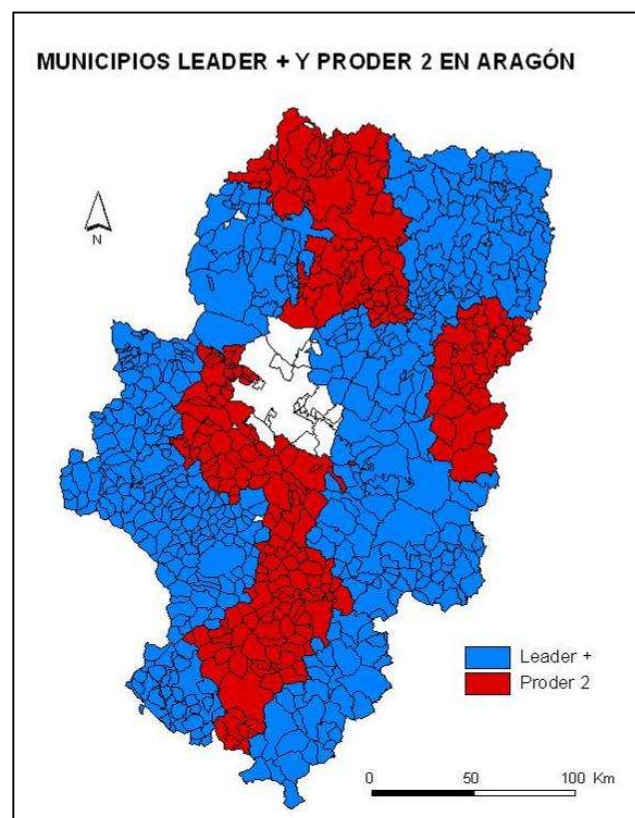 MUNICIPIOS LEADER + Y PRODER 2 EN ARAGÓN
N
Leader +
Proder 2
0 50 100 Km